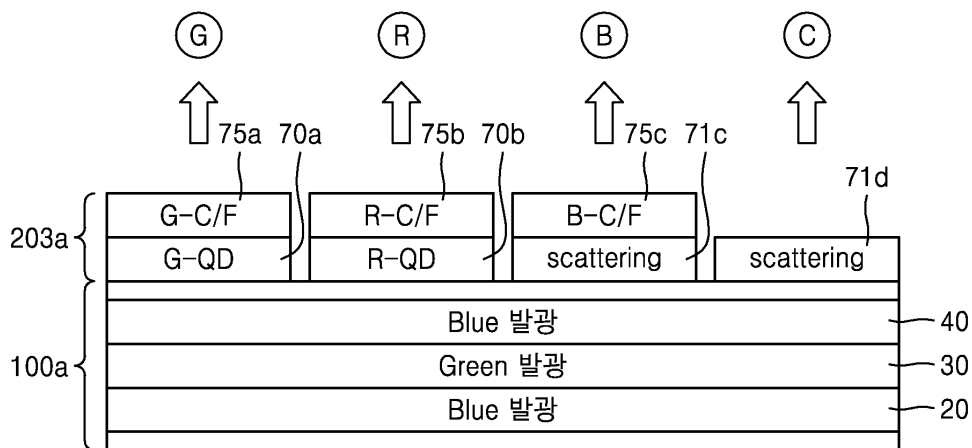 G R B C
75a 70a 75b 70b 75c 71c
71d
G-C/F R-C/F B-C/F
203a
G-QD R-QD scattering scattering
Blue 발광 40
100a Green 발광 30
Blue 발광 20